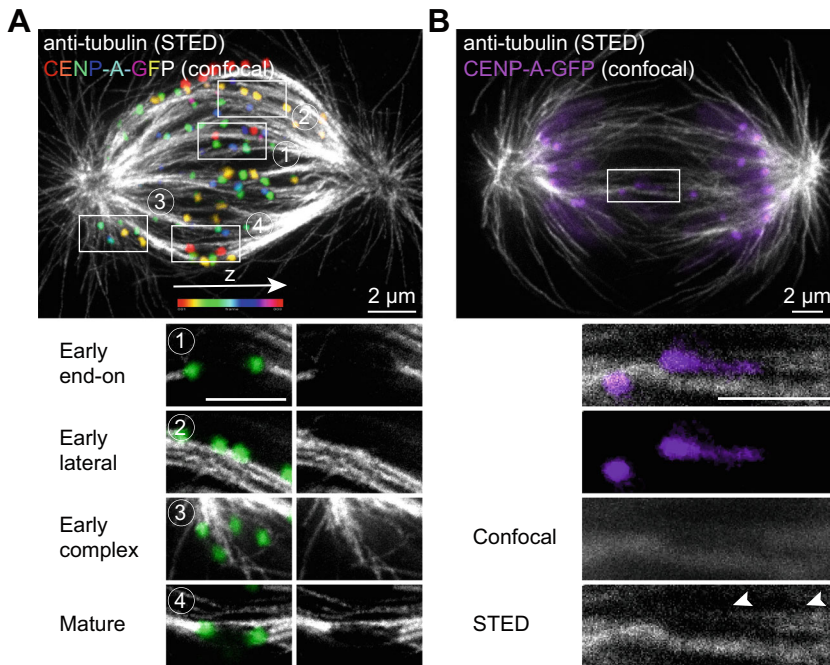 A
anti-tubulin (STED)
CENP-A-GFP (confocal)
2
1
3
4
z
2 µm
B
anti-tubulin (STED)
CENP-A-GFP (confocal)
2 µm
Early
end-on
1
Early
lateral
2
Early
complex
3
Mature
4
Confocal
STED